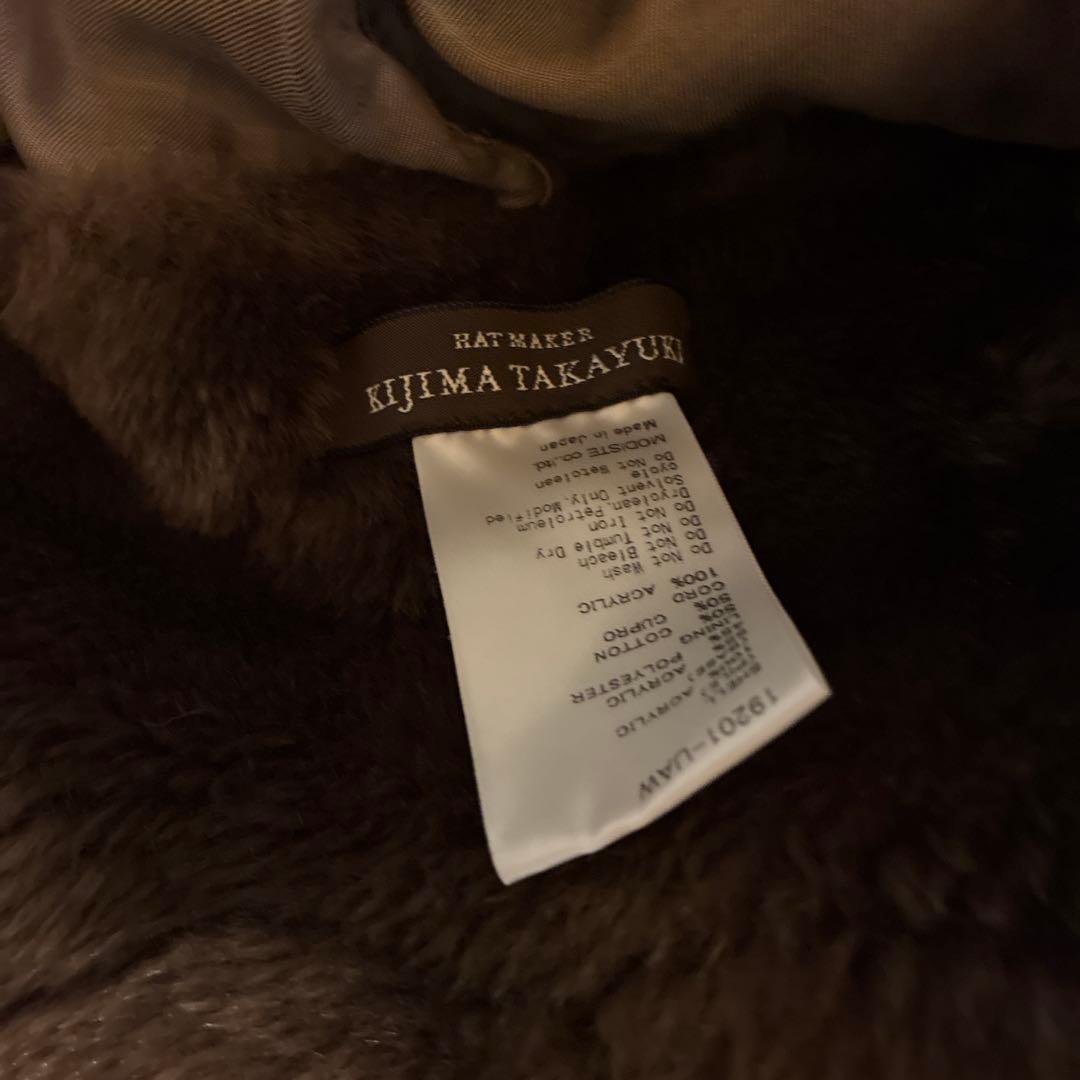 HAT MAKER
KIJIMA TAKAYUKI
19201-UAW
SHELL
ACRYLIC
ACRYLIC
POLYESTER
LINING
50% COTTON
50% CUPRO
CORD
100% ACRYLIC
Do Not Wash
Do Not Bleach
Do Not Tumble Dry
Do Not Iron
Dryclean,Petroleum
Solvent Only,Modified
cycle
Do Not Wetclean
MODISTE co.,ltd.
Made in Japan